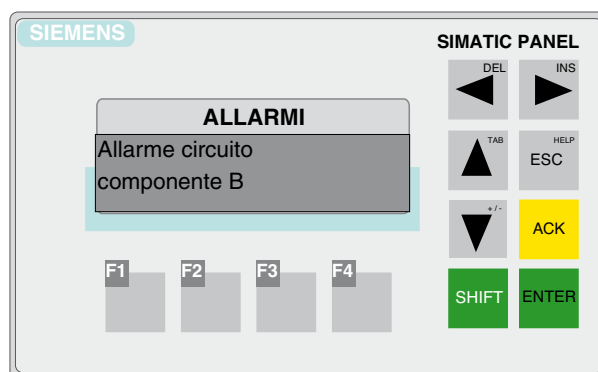 SIEMENS
SIMATIC PANEL
DEL
INS
ALLARMI
Allarme circuito
componente B
TAB
HELP
ESC
+ / -
ACK
F1
F2
F3
F4
SHIFT
ENTER